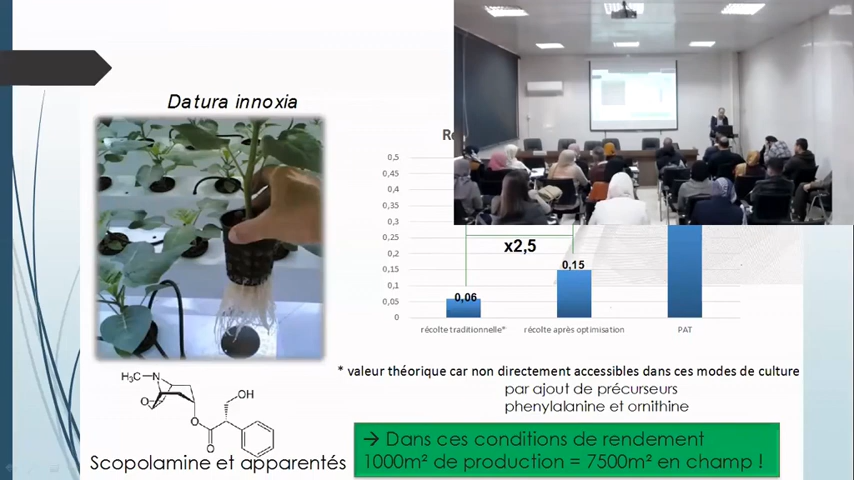 Datura innoxia
Re
0,5
0,45
0,4
0,35
0,3
0,25
0,2
0,15
0,1
0,05
0
x2,5
0,06
0,15
récolte traditionnelle*
récolte après optimisation
PAT
* valeur théorique car non directement accessibles dans ces modes de culture
par ajout de précurseurs
phenylalanine et ornithine
H₃C
N
O
OH
O
O
Scopolamine et apparentés
→ Dans ces conditions de rendement
1000m² de production = 7500m² en champ !